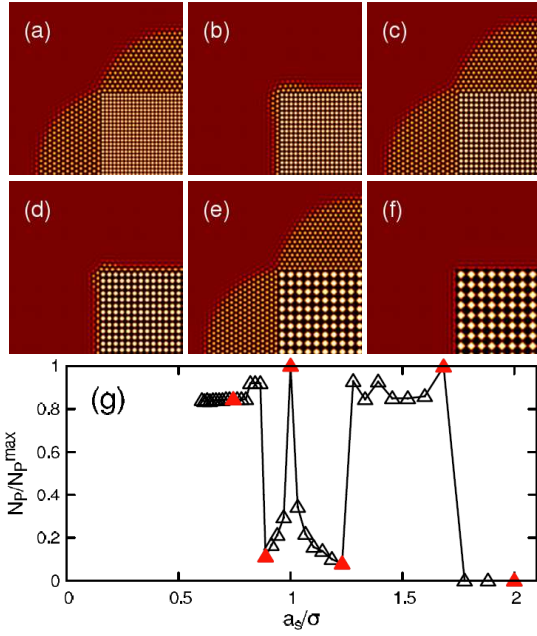 (a) (b) (c)
(d) (e) (f)
(g)
N_P/N_P^max
1
0.8
0.6
0.4
0.2
0
0 0.5 1 1.5 2
a_s/σ